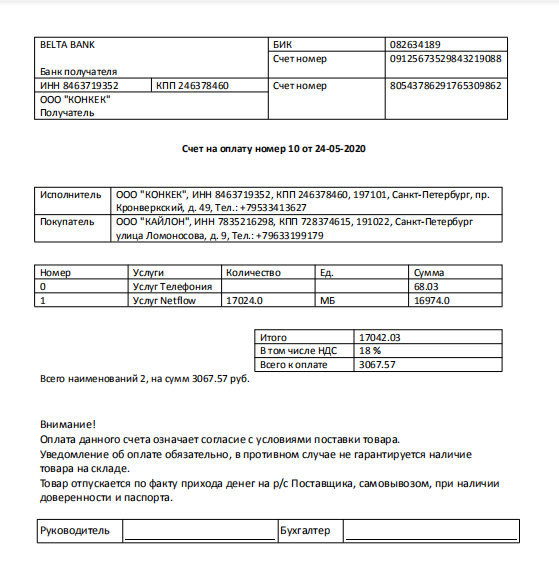 BELTA BANK БИК 082634189
Счет номер 09125673529843219088
Банк получателя
ИНН 8463719352 КПП 246378460 Счет номер 80543786291765309862
ООО "КОНКЕК"
Получатель
Счет на оплату номер 10 от 24-05-2020
Исполнитель ООО "КОНКЕК", ИНН 8463719352, КПП 246378460, 197101, Санкт-Петербург, пр.
Кронверкский, д. 49, Тел.: +79533413627
Покупатель ООО "КАЙЛОН", ИНН 7835216298, КПП 728374615, 191022, Санкт-Петербург
улица Ломоносова, д. 9, Тел.: +79633199179
Номер Услуги Количество Ед. Сумма
0 Услуг Телефония 68.03
1 Услуг Netflow 17024.0 МБ 16974.0
Итого 17042.03
В том числе НДС 18 %
Всего к оплате 3067.57
Всего наименований 2, на сумм 3067.57 руб.
Внимание!
Оплата данного счета означает согласие с условиями поставки товара.
Уведомление об оплате обязательно, в противном случае не гарантируется наличие
товара на складе.
Товар отпускается по факту прихода денег на р/с Поставщика, самовывозом, при наличии
доверенности и паспорта.
Руководитель Бухгалтер